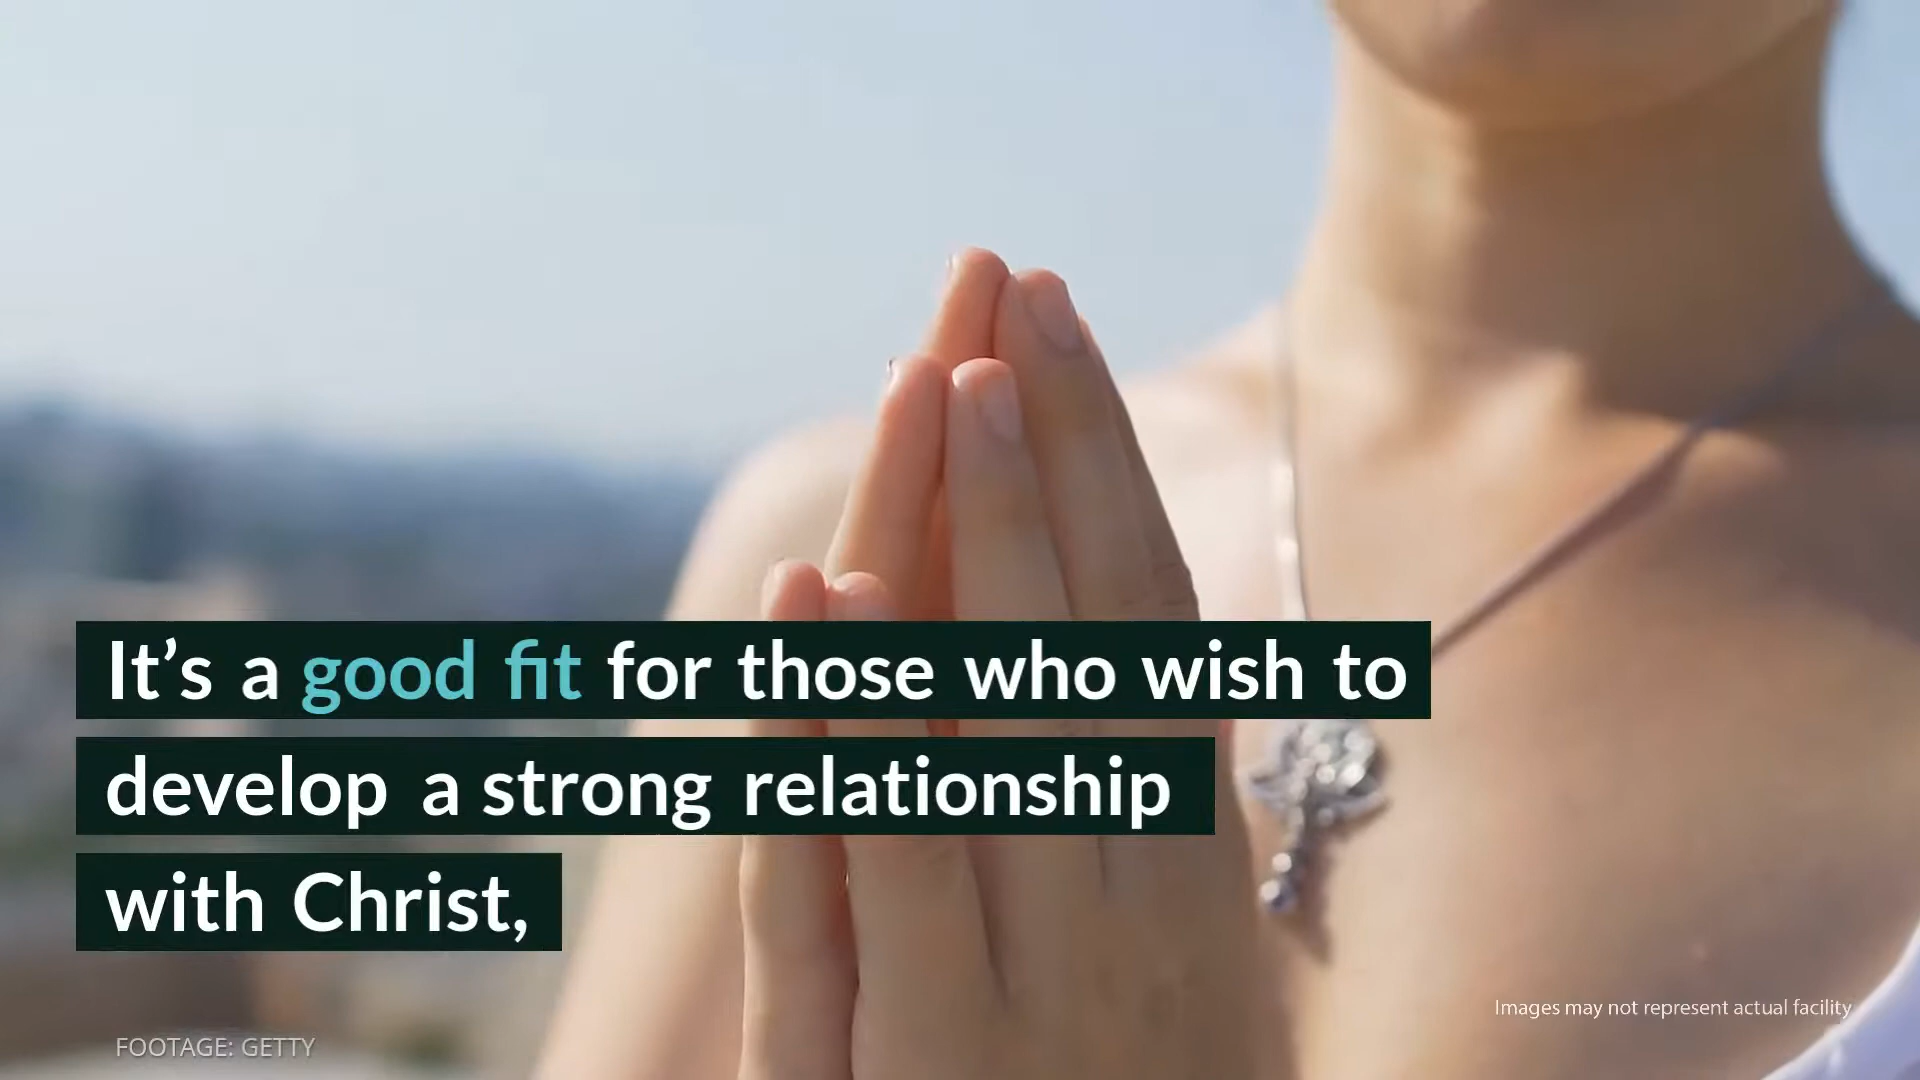 It’s a good fit for those who wish to
develop a strong relationship
with Christ,
Images may not represent actual facility
FOOTAGE: GETTY